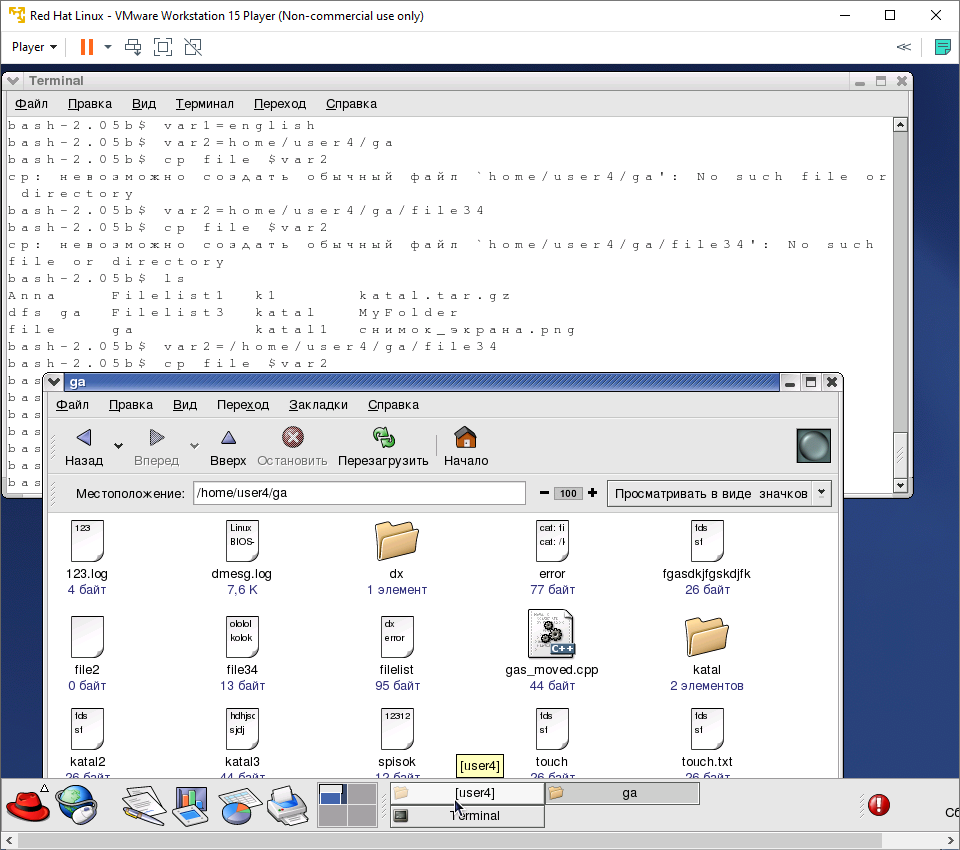 Red Hat Linux - VMware Workstation 15 Player (Non-commercial use only)
Player
Terminal
Файл Правка Вид Терминал Переход Справка
bash-2.05b$ var1=english
bash-2.05b$ var2=home/user4/ga
bash-2.05b$ cp file $var2
cp: невозможно создать обычный файл `home/user4/ga': No such file or
directory
bash-2.05b$ var2=home/user4/ga/file34
bash-2.05b$ cp file $var2
cp: невозможно создать обычный файл `home/user4/ga/file34': No such
file or directory
bash-2.05b$ ls
Anna Filelist1 k1 katal.tar.gz
dfs ga Filelist3 katal MyFolder
file ga katal1 снимок_экрана.png
bash-2.05b$ var2=/home/user4/ga/file34
bash-2.05b$ cp file $var2
bas
bas
bas
bas
bas
bas
bas
ga
Файл Правка Вид Переход Закладки Справка
Назад Вперед Вверх Остановить Перезагрузить Начало
Местоположение: /home/user4/ga 100 Просматривать в виде значков
123 Linux cat: fi fds
BIOS- cat: /h sf
123.log dmesg.log dx error fgasdkjfgskdjfk
4 байт 7,6 K 1 элемент 77 байт 26 байт
ololol dx
kolok error C++
file2 file34 filelist gas_moved.cpp katal
0 байт 13 байт 95 байт 44 байт 2 элементов
fds hdhjsc 12312 fds fds
sf sjdj sf sf
katal2 katal3 spisok touch touch.txt
26 байт 44 байт 12 байт 26 байт 26 байт
[user4]
[user4] ga
Terminal
Сб